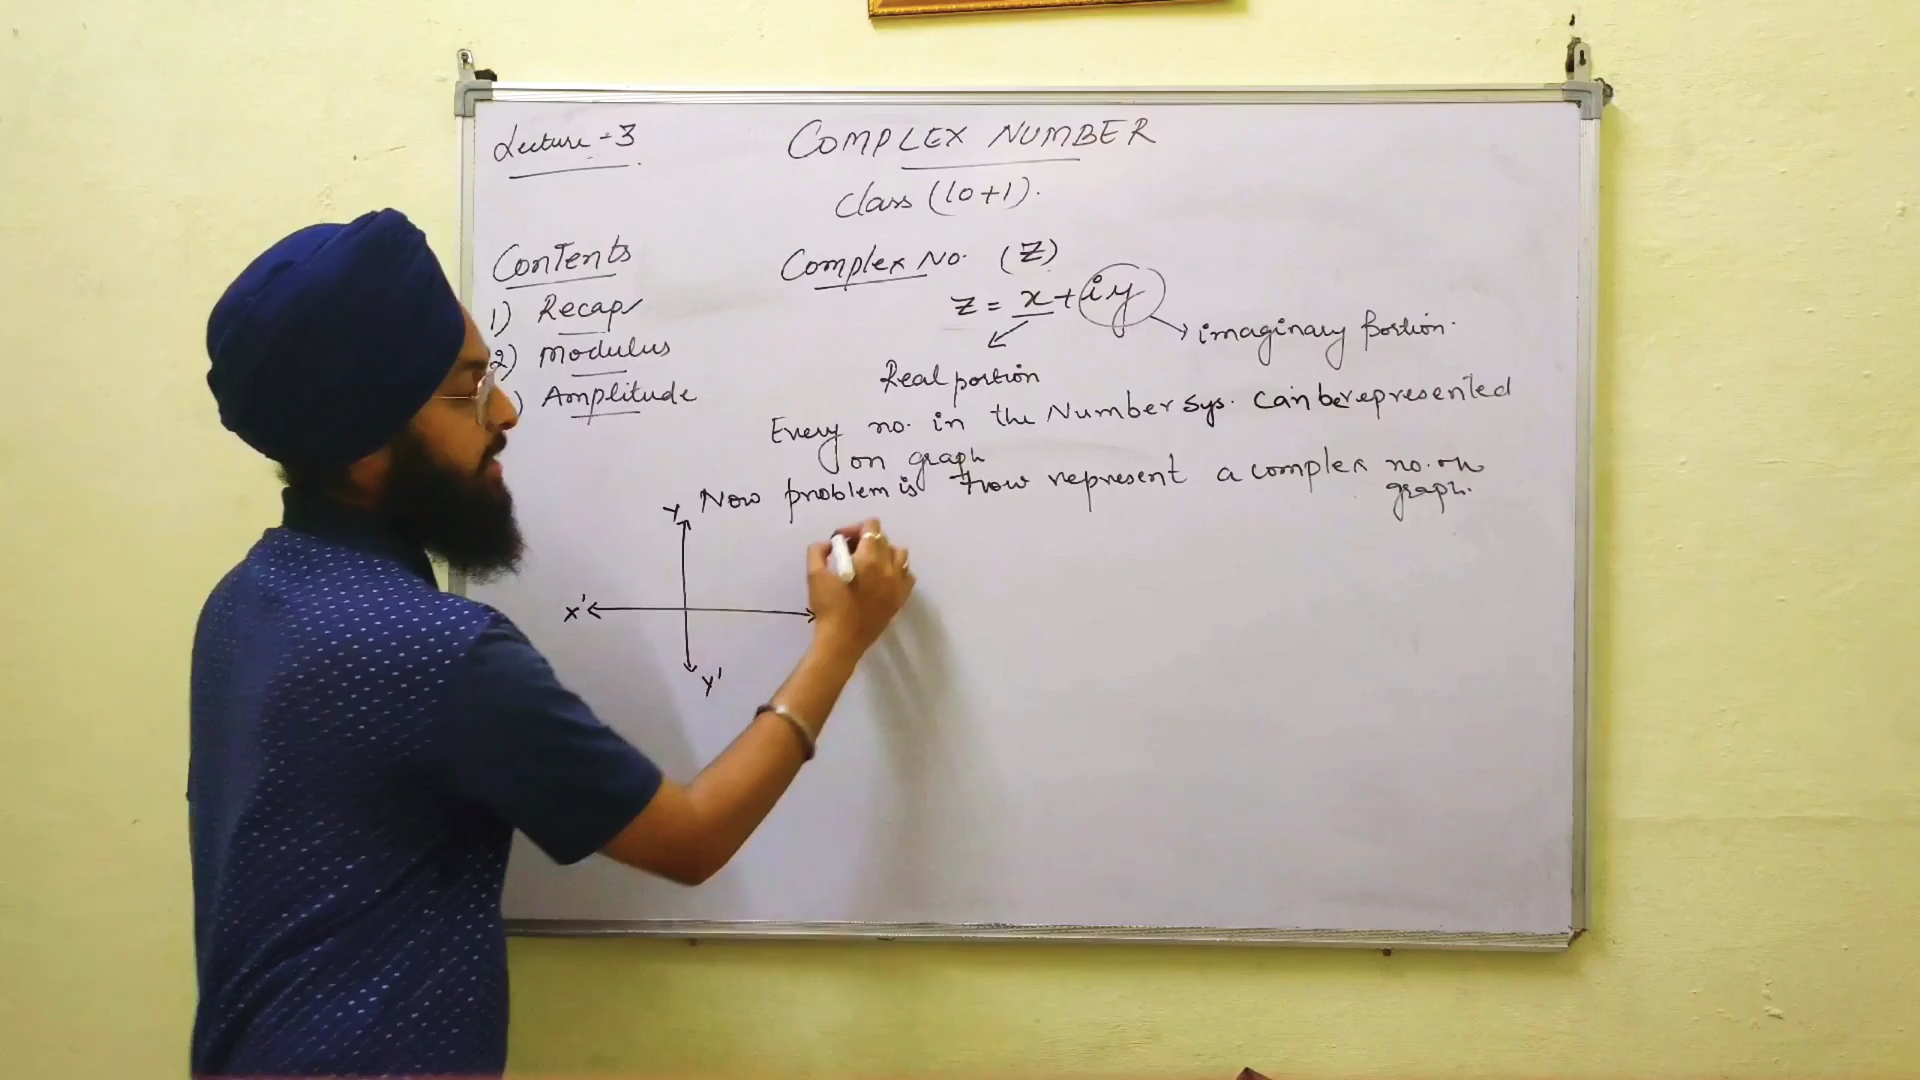 Lecture - 3
COMPLEX NUMBER
Class (10+1).
Contents
1) Recap
2) Modulus
) Amplitude
Complex No. (Z)
Z = x + iy
imaginary portion.
Real portion
Every no. in the Number sys. can be represented
on graph
Now problem is how represent a complex no. on
graph.
Y
X'
Y'